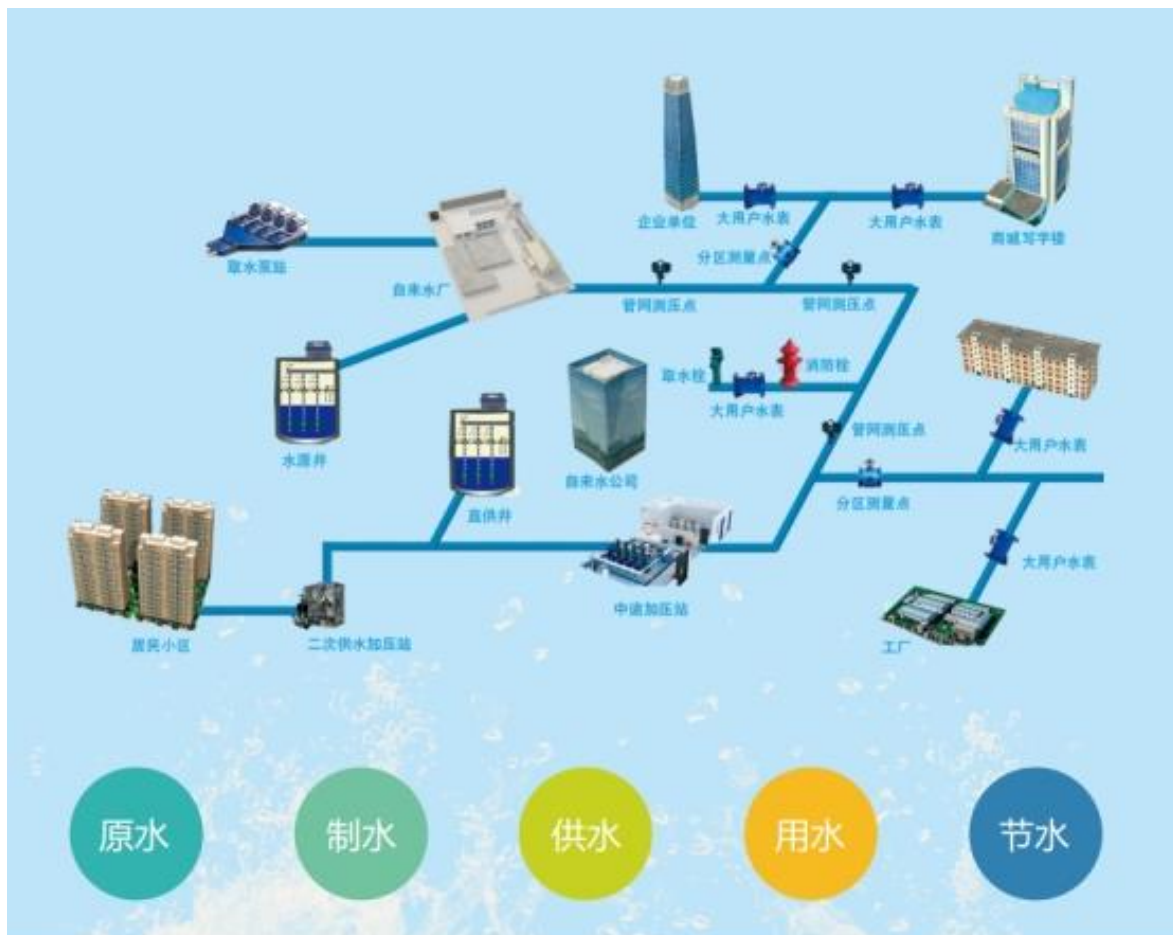 企业单位
大用户水表
大用户水表
商城写字楼
取水泵站
分区测量点
自来水厂
管网测压点
管网测压点
取水栓
消防栓
大用户水表
管网测压点
大用户水表
水源井
直供井
自来水公司
分区测量点
大用户水表
中途加压站
居民小区
二次供水加压站
工厂
原水
制水
供水
用水
节水